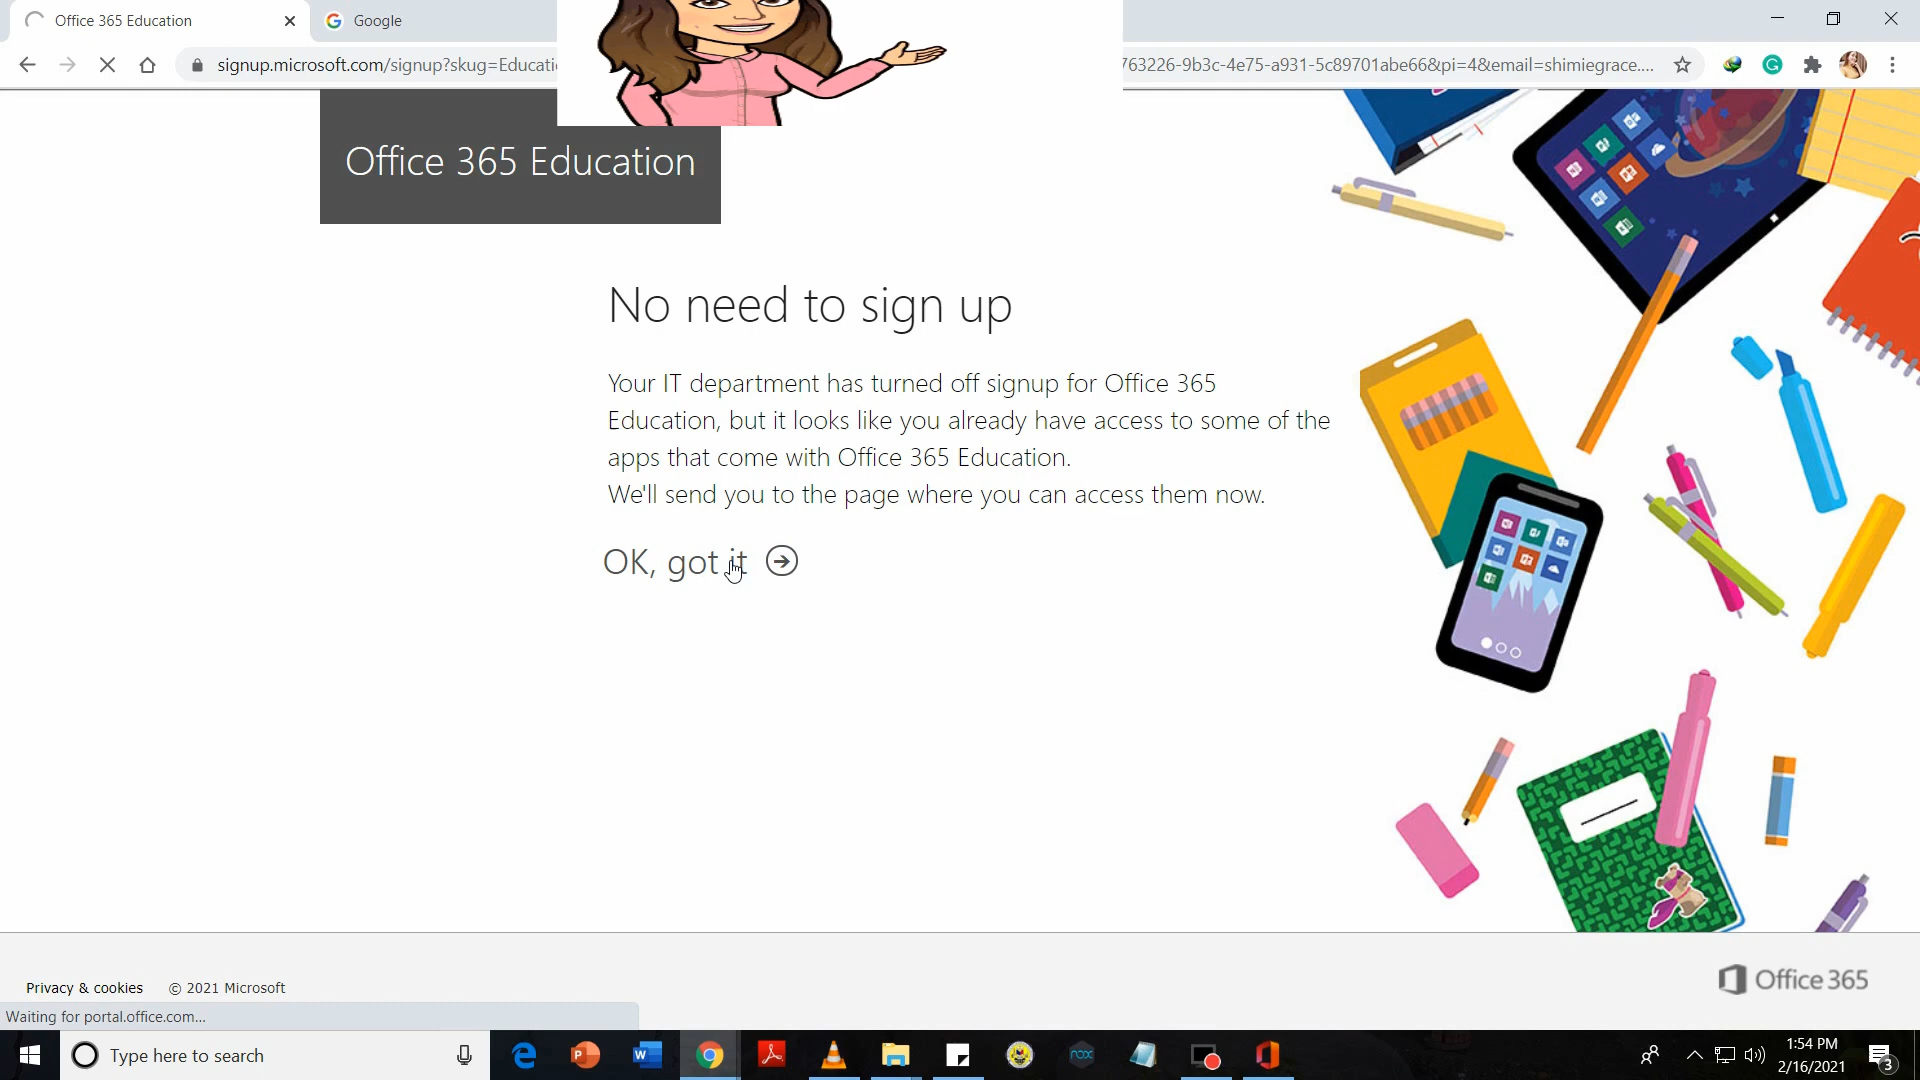 Office 365 Education
Google
signup.microsoft.com/signup?skug=Educati
763226-9b3c-4e75-a931-5c89701abe66&pi=4&email=shimiegrace....
Office 365 Education
No need to sign up
Your IT department has turned off signup for Office 365
Education, but it looks like you already have access to some of the
apps that come with Office 365 Education.
We'll send you to the page where you can access them now.
OK, got it
Privacy & cookies © 2021 Microsoft
Office 365
Waiting for portal.office.com...
Type here to search
nox
1:54 PM
2/16/2021
3